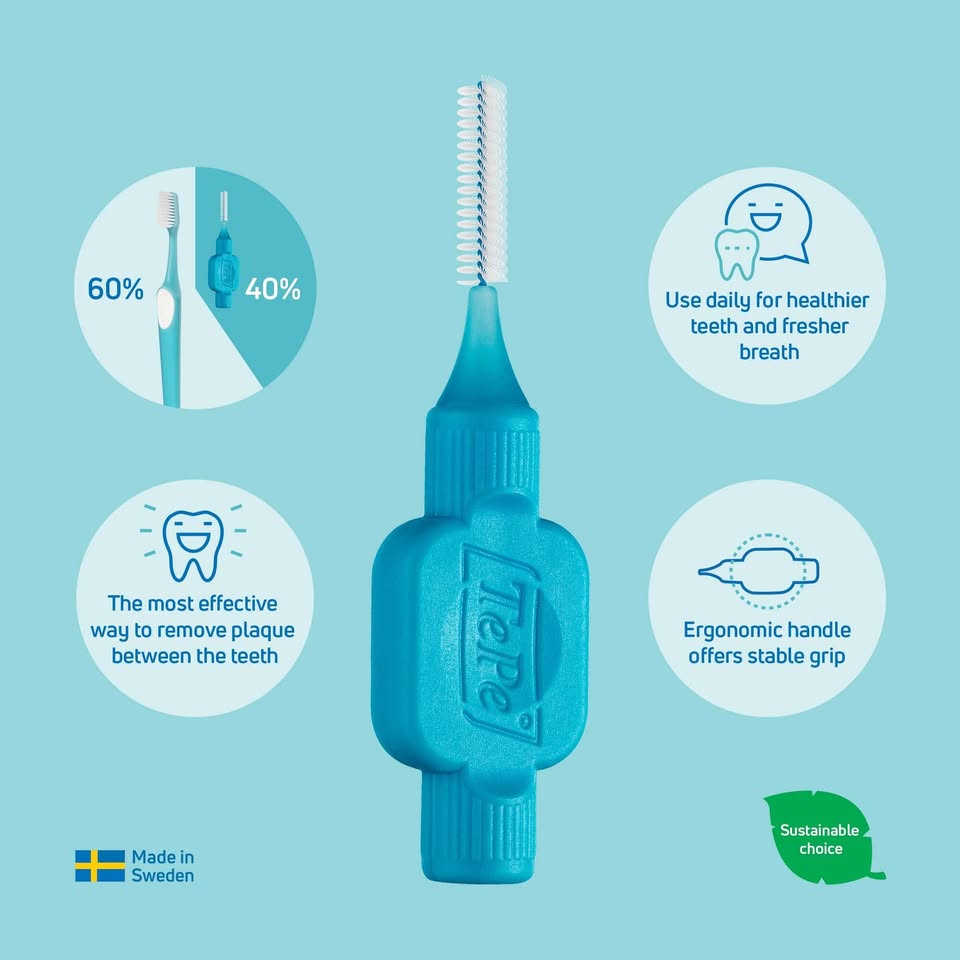 60%
40%
Use daily for healthier
teeth and fresher
breath
The most effective
way to remove plaque
between the teeth
TePe®
Ergonomic handle
offers stable grip
Made in
Sweden
Sustainable
choice